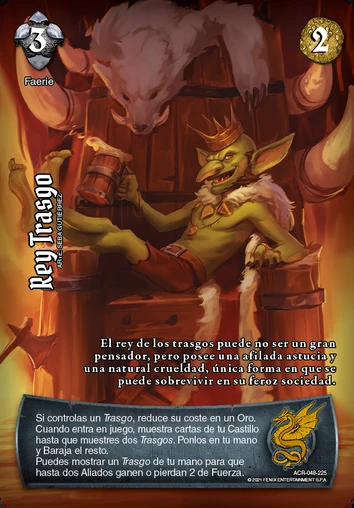 3
2
Faerie
Rey Trasgo
ARTE: SEBA GUTIÉRREZ
El rey de los trasgos puede no ser un gran
pensador, pero posee una afilada astucia y
una natural crueldad, única forma en que se
puede sobrevivir en su feroz sociedad.
Si controlas un Trasgo, reduce su coste en un Oro.
Cuando entra en juego, muestra cartas de tu Castillo
hasta que muestres dos Trasgos. Ponlos en tu mano
y Baraja el resto.
Puedes mostrar un Trasgo de tu mano para que
hasta dos Aliados ganen o pierdan 2 de Fuerza.
ACR-048-225
© 2021 FENIX ENTERTAINMENT S.P.A.